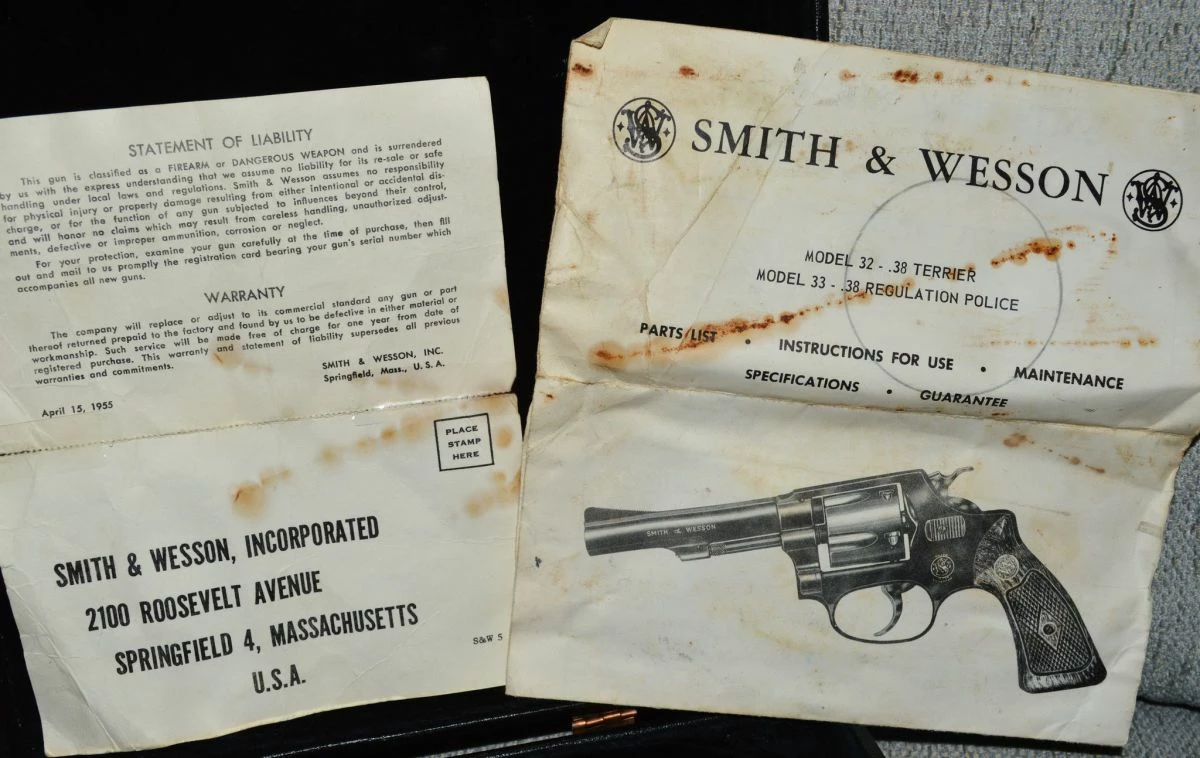 STATEMENT OF LIABILITY
This gun is classified as a FIREARM or DANGEROUS WEAPON and is surrendered
by us with the express understanding that we assume no liability for its re-sale or safe
handling under local laws and regulations. Smith & Wesson assumes no responsibility
for physical injury or property damage resulting from either intentional or accidental dis-
charge, or for the function of any gun subjected to influences beyond their control,
and will honor no claims which may result from careless handling, unauthorized adjust-
ments, defective or improper ammunition, corrosion or neglect.
For your protection, examine your gun carefully at the time of purchase, then fill
out and mail to us promptly the registration card bearing your gun's serial number which
accompanies all new guns.
WARRANTY
The company will replace or adjust to its commercial standard any gun or part
thereof returned prepaid to the factory and found by us to be defective in either material or
workmanship. Such service will be made free of charge for one year from date of
registered purchase. This warranty and statement of liability supersedes all previous
warranties and commitments.
SMITH & WESSON, INC.
Springfield, Mass., U. S. A.
April 15, 1955
PLACE
STAMP
HERE
SMITH & WESSON, INCORPORATED
2100 ROOSEVELT AVENUE
SPRINGFIELD 4, MASSACHUSETTS
U.S.A.
S&W 5
SMITH & WESSON
MODEL 32 - .38 TERRIER
MODEL 33 - .38 REGULATION POLICE
PARTS LIST • INSTRUCTIONS FOR USE • MAINTENANCE
SPECIFICATIONS • GUARANTEE
SMITH & WESSON